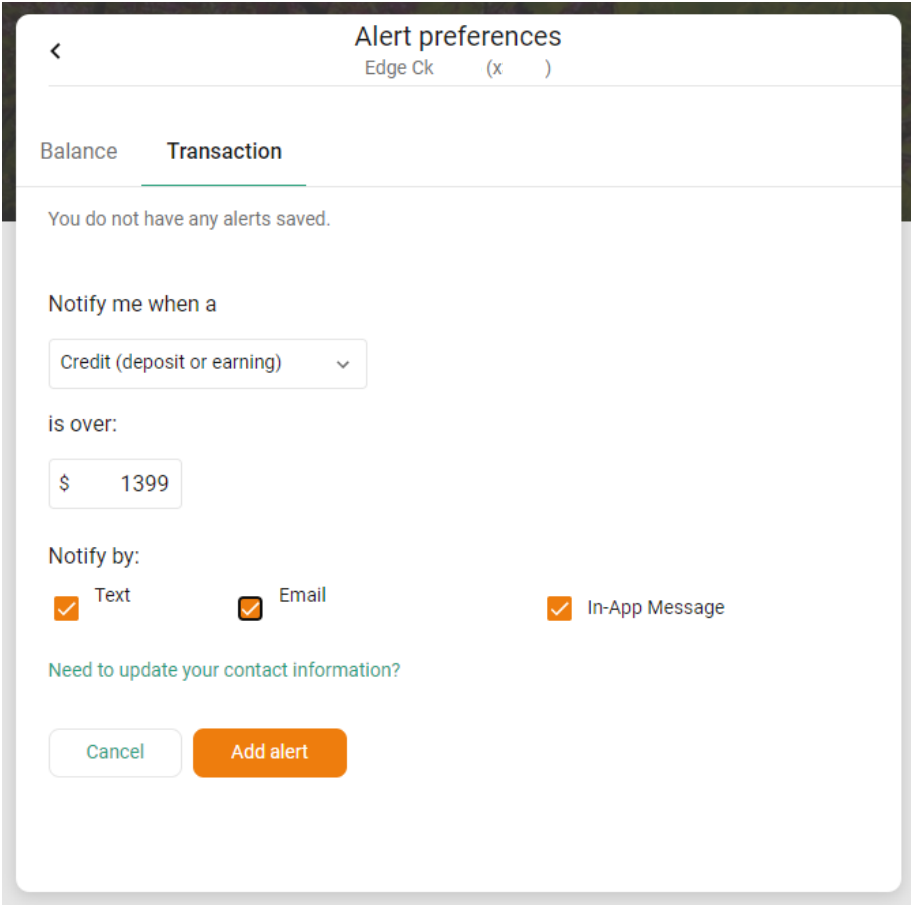 Alert preferences
Edge Ck (x )
Balance Transaction
You do not have any alerts saved.
Notify me when a
Credit (deposit or earning)
is over:
$ 1399
Notify by:
Text Email In-App Message
Need to update your contact information?
Cancel Add alert